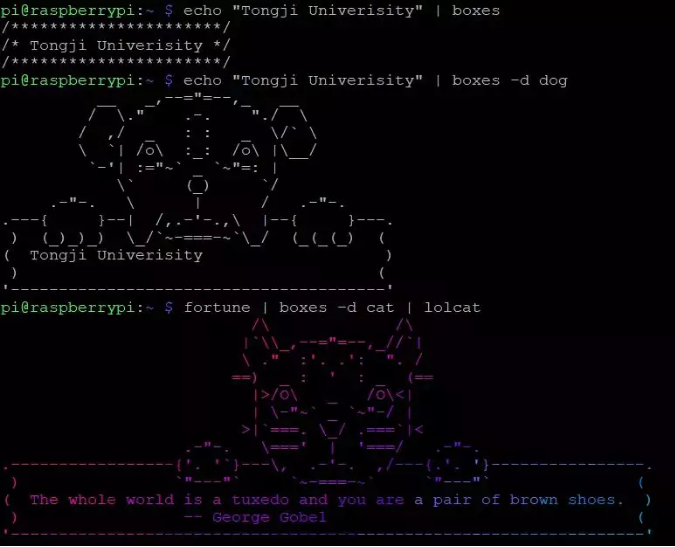 pi@raspberrypi:~ $ echo "Tongji Univerisity" | boxes
/***********************/
/* Tongji Univerisity */
/***********************/
pi@raspberrypi:~ $ echo "Tongji Univerisity" | boxes -d dog
Tongji Univerisity
pi@raspberrypi:~ $ fortune | boxes -d cat | lolcat
The whole world is a tuxedo and you are a pair of brown shoes.
-- George Gobel